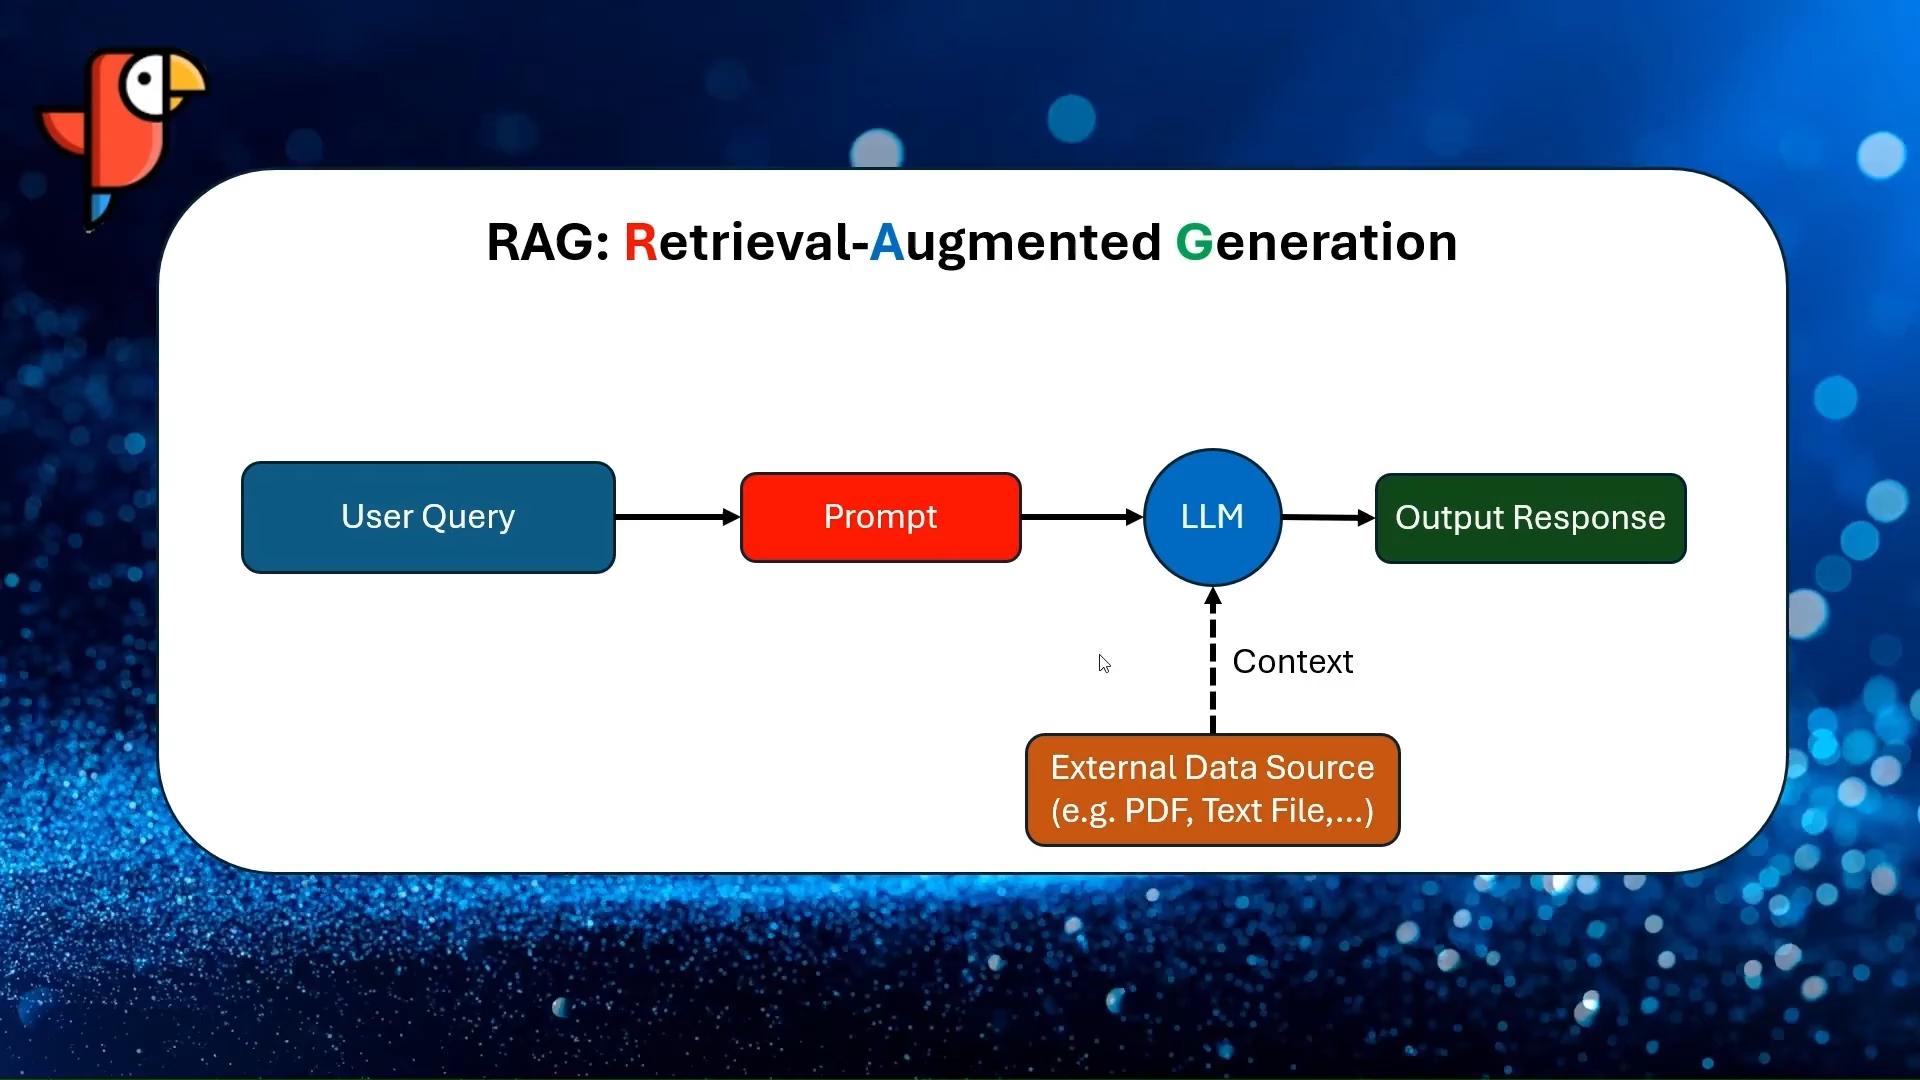 RAG: Retrieval-Augmented Generation
User Query
Prompt
LLM
Output Response
Context
External Data Source
(e.g. PDF, Text File,...)